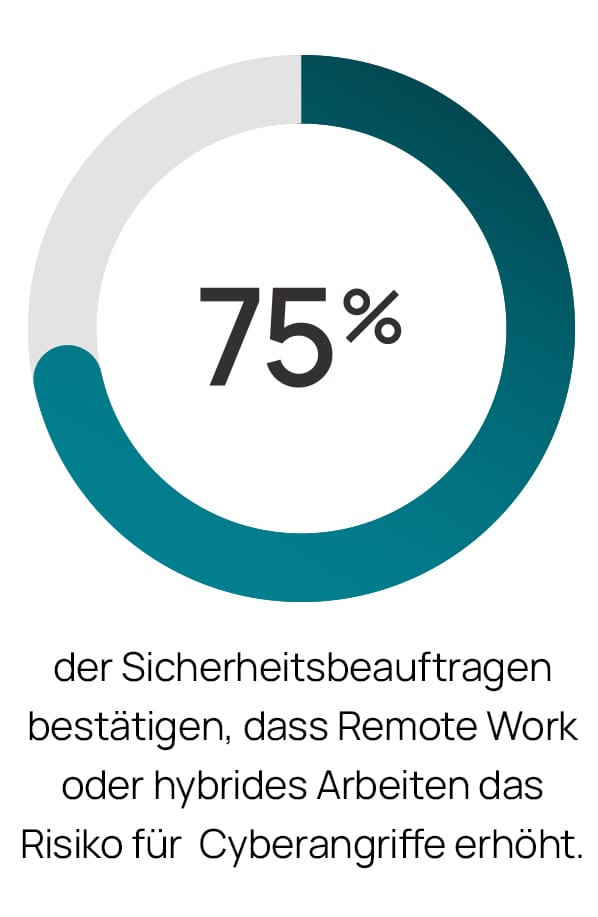 75%
der Sicherheitsbeauftragen
bestätigen, dass Remote Work
oder hybrides Arbeiten das
Risiko für  Cyberangriffe erhöht.